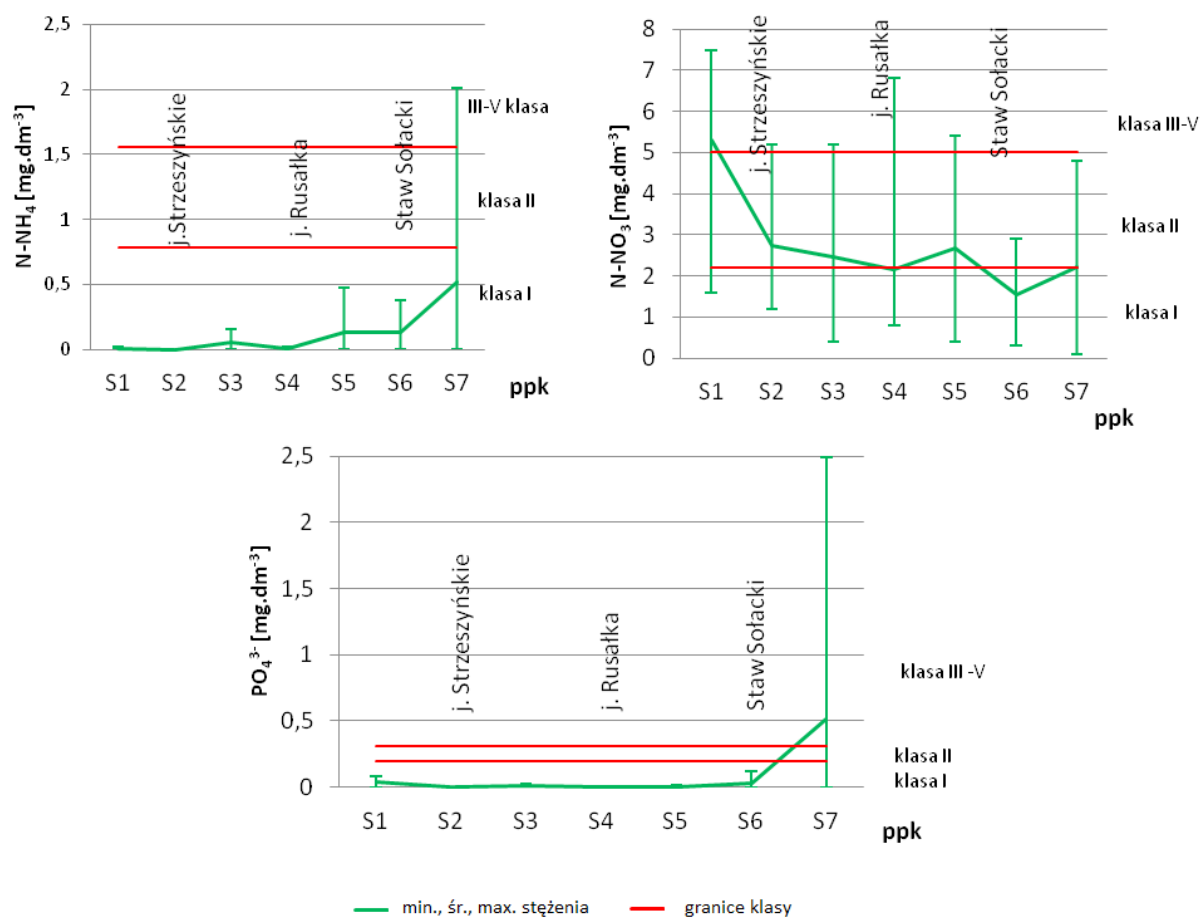 N-NH₄ [mg.dm⁻³]
2,5
2
1,5
1
0,5
0
j.Strzeszyńskie
j. Rusałka
Staw Sołacki
III-V klasa
klasa II
klasa I
S1 S2 S3 S4 S5 S6 S7
ppk
N-NO₃ [mg.dm⁻³]
8
7
6
5
4
3
2
1
0
j. Strzeszyńskie
j. Rusałka
Staw Sołacki
klasa III-V
klasa II
klasa I
S1 S2 S3 S4 S5 S6 S7
ppk
PO₄³⁻ [mg.dm⁻³]
2,5
2
1,5
1
0,5
0
j. Strzeszyńskie
j. Rusałka
Staw Sołacki
klasa III -V
klasa II
klasa I
S1 S2 S3 S4 S5 S6 S7
ppk
min., śr., max. stężenia
granice klasy